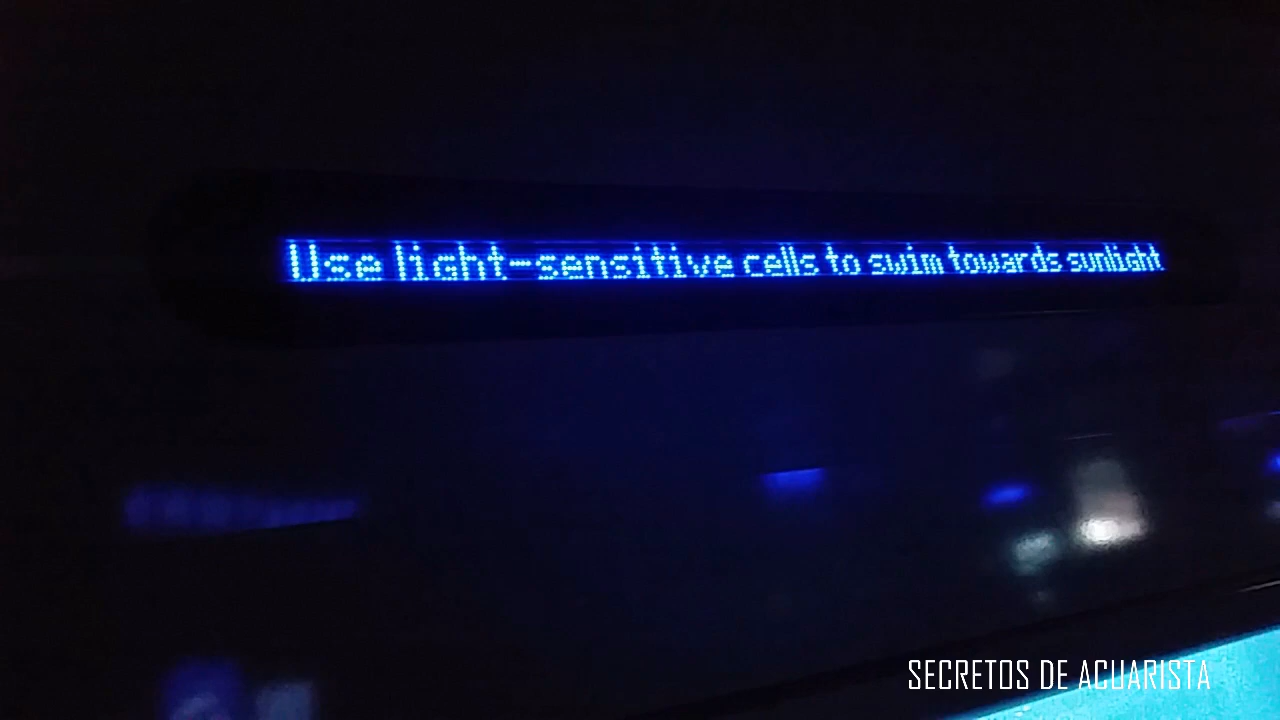 Use light-sensitive cells to swim towards sunlight
SECRETOS DE ACUARISTA